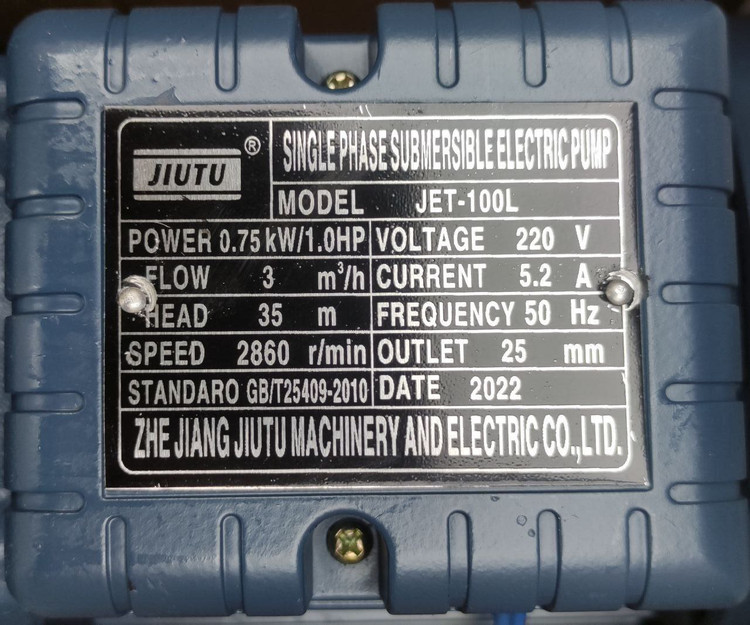 JIUTU®
SINGLE PHASE SUBMERSIBLE ELECTRIC PUMP
MODEL JET-100L
POWER 0.75kW/1.0HP VOLTAGE 220 V
FLOW 3 m³/h CURRENT 5.2 A
HEAD 35 m FREQUENCY 50 Hz
SPEED 2860 r/min OUTLET 25 mm
STANDARO GB/T25409-2010 DATE 2022
ZHE JIANG JIUTU MACHINERY AND ELECTRIC CO.,LTD.